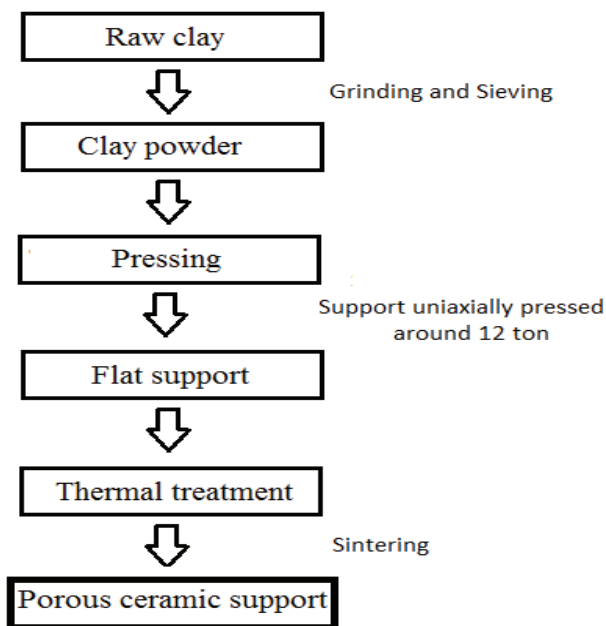 Raw clay
Grinding and Sieving
Clay powder
Pressing
Support uniaxially pressed
around 12 ton
Flat support
Thermal treatment
Sintering
Porous ceramic support